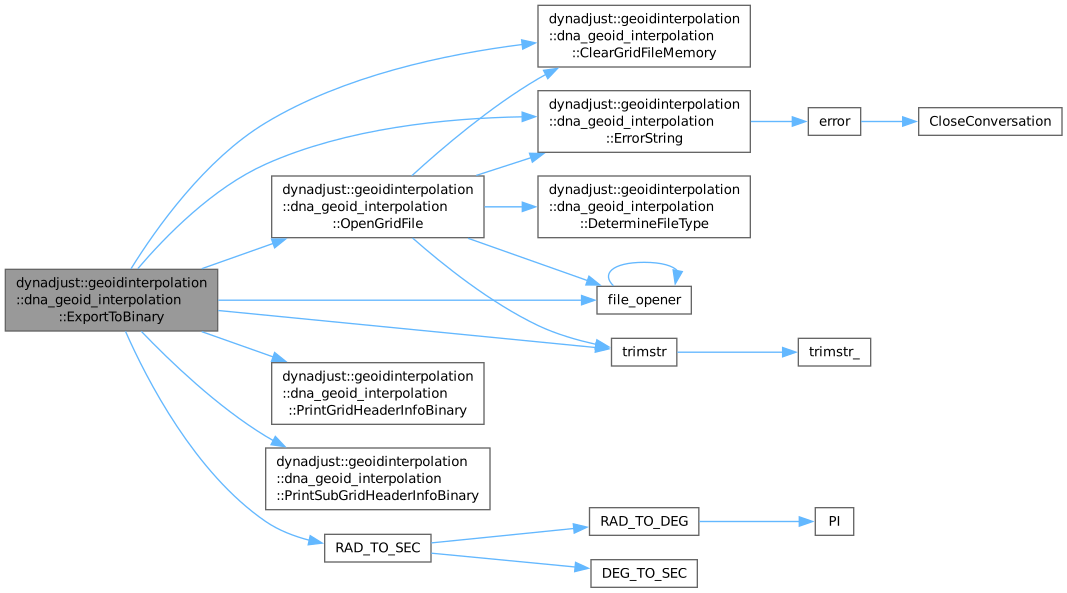 dynadjust::geoidinterpolation
::dna_geoid_interpolation
::ClearGridFileMemory
dynadjust::geoidinterpolation
::dna_geoid_interpolation
::ErrorString
error
CloseConversation
dynadjust::geoidinterpolation
::dna_geoid_interpolation
::OpenGridFile
dynadjust::geoidinterpolation
::dna_geoid_interpolation
::DetermineFileType
dynadjust::geoidinterpolation
::dna_geoid_interpolation
::ExportToBinary
file_opener
trimstr
trimstr_
dynadjust::geoidinterpolation
::dna_geoid_interpolation
::PrintGridHeaderInfoBinary
dynadjust::geoidinterpolation
::dna_geoid_interpolation
::PrintSubGridHeaderInfoBinary
RAD_TO_SEC
RAD_TO_DEG
PI
DEG_TO_SEC